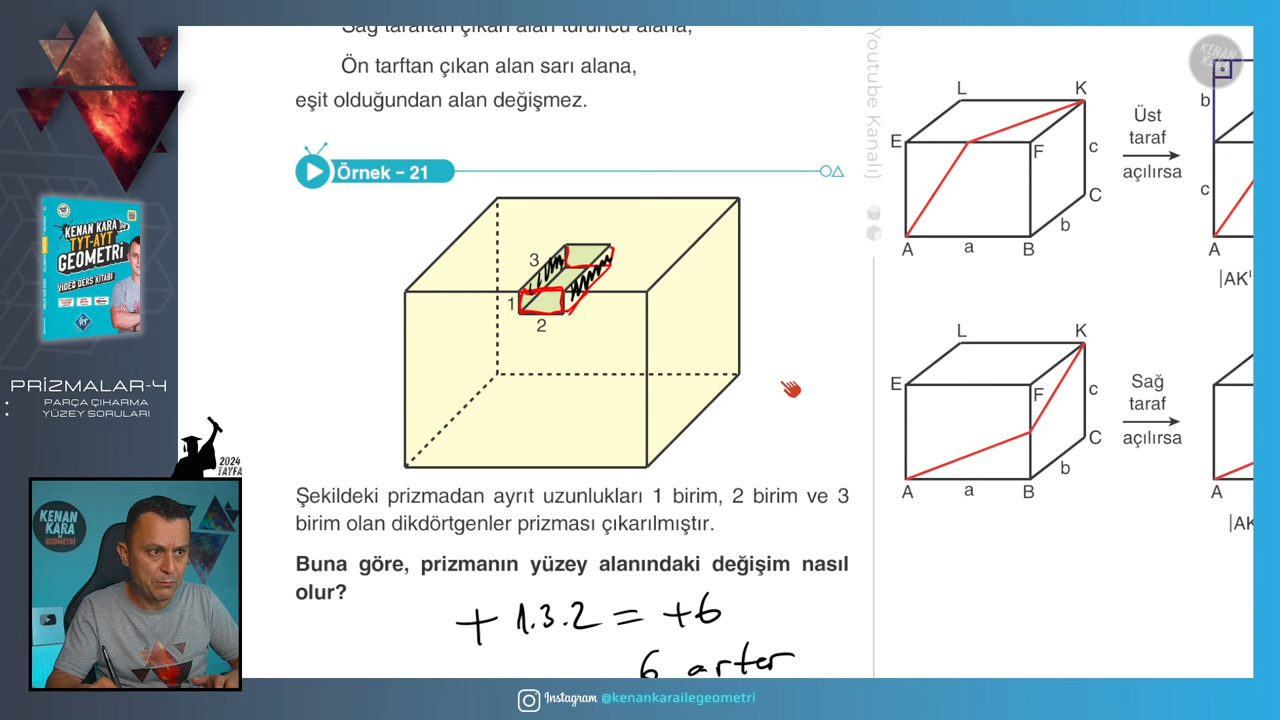 Sağ taraftan çıkan alan turuncu alana,
Ön tarftan çıkan alan sarı alana,
eşit olduğundan alan değişmez.
Örnek – 21
3
1
2
Şekildeki prizmadan ayrıt uzunlukları 1 birim, 2 birim ve 3
birim olan dikdörtgenler prizması çıkarılmıştır.
Buna göre, prizmanın yüzey alanındaki değişim nasıl
olur?
+ 1.3.2 = +6
6 artar
Youtube Kanalı)
L
K
E
F
c
C
b
A
a
B
Üst
taraf
açılırsa
b
c
A
|AK'
L
K
E
F
c
C
b
A
a
B
Sağ
taraf
açılırsa
A
|AK
KENAN
KARA
KENAN KARA
TYT-AYT
GEOMETRİ
VİDEO DERS KİTABI
PRİZMALAR-4
PARÇA ÇIKARMA
YÜZEY SORULARI
2024
TAYFA
KENAN
KARA
GEOMETRİ
Instagram @kenankarailegeometri